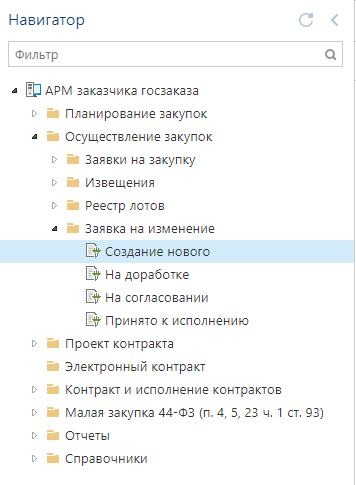 Навигатор
Фильтр
АРМ заказчика госзаказа
Планирование закупок
Осуществление закупок
Заявки на закупку
Извещения
Реестр лотов
Заявка на изменение
Создание нового
На доработке
На согласовании
Принято к исполнению
Проект контракта
Электронный контракт
Контракт и исполнение контрактов
Малая закупка 44-ФЗ (п. 4, 5, 23 ч. 1 ст. 93)
Отчеты
Справочники